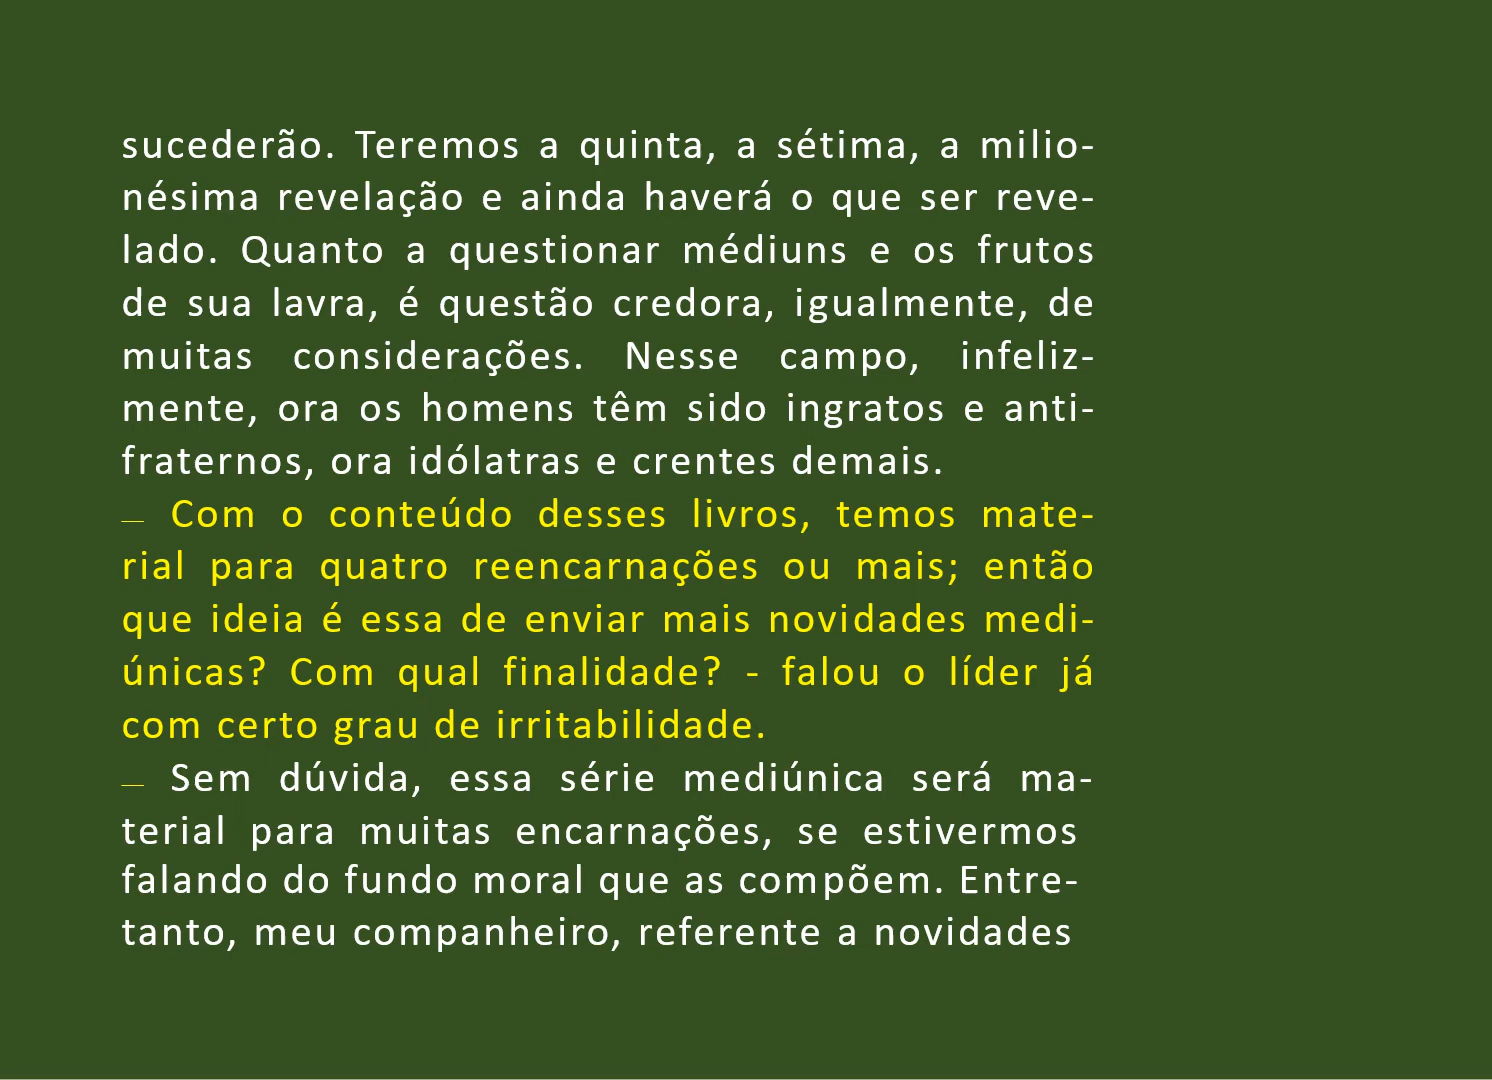 sucederão. Teremos a quinta, a sétima, a milio-
nésima revelação e ainda haverá o que ser reve-
lado. Quanto a questionar médiuns e os frutos
de sua lavra, é questão credora, igualmente, de
muitas considerações. Nesse campo, infeliz-
mente, ora os homens têm sido ingratos e anti-
fraternos, ora idólatras e crentes demais.
— Com o conteúdo desses livros, temos mate-
rial para quatro reencarnações ou mais; então
que ideia é essa de enviar mais novidades medi-
únicas? Com qual finalidade? - falou o líder já
com certo grau de irritabilidade.
— Sem dúvida, essa série mediúnica será ma-
terial para muitas encarnações, se estivermos
falando do fundo moral que as compõem. Entre-
tanto, meu companheiro, referente a novidades